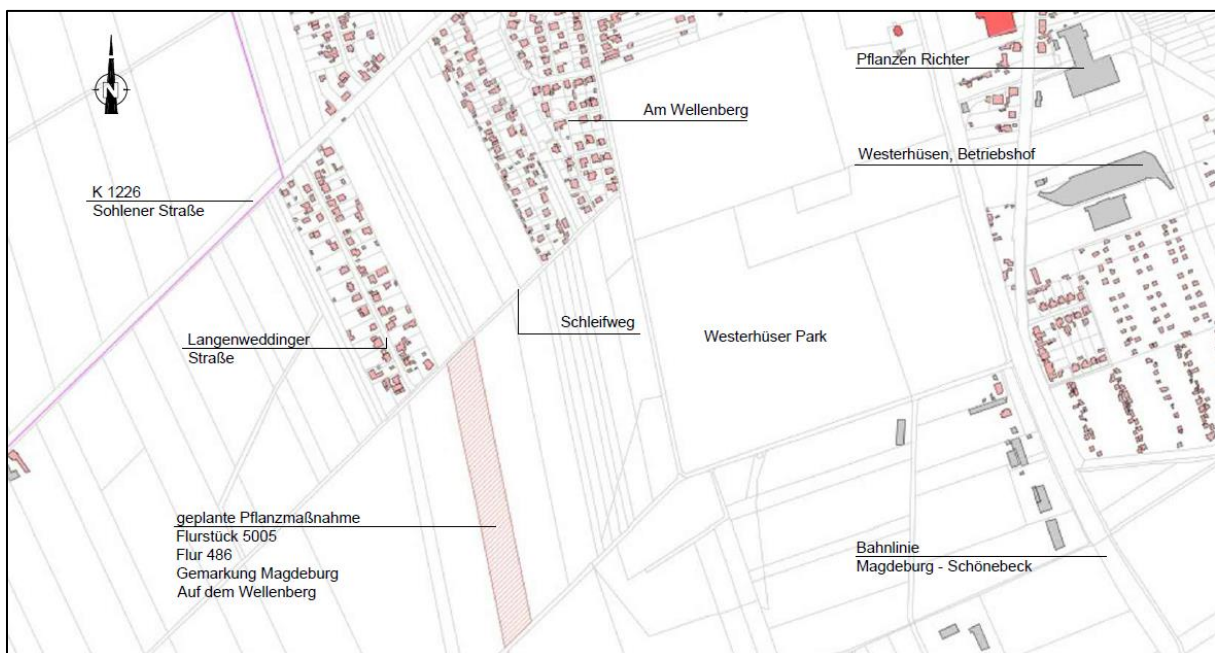 N
Pflanzen Richter
Am Wellenberg
Westerhüsen, Betriebshof
K 1226
Sohlener Straße
Schleifweg
Langenweddinger
Straße
Westerhüser Park
geplante Pflanzmaßnahme
Flurstück 5005
Flur 486
Gemarkung Magdeburg
Auf dem Wellenberg
Bahnlinie
Magdeburg - Schönebeck